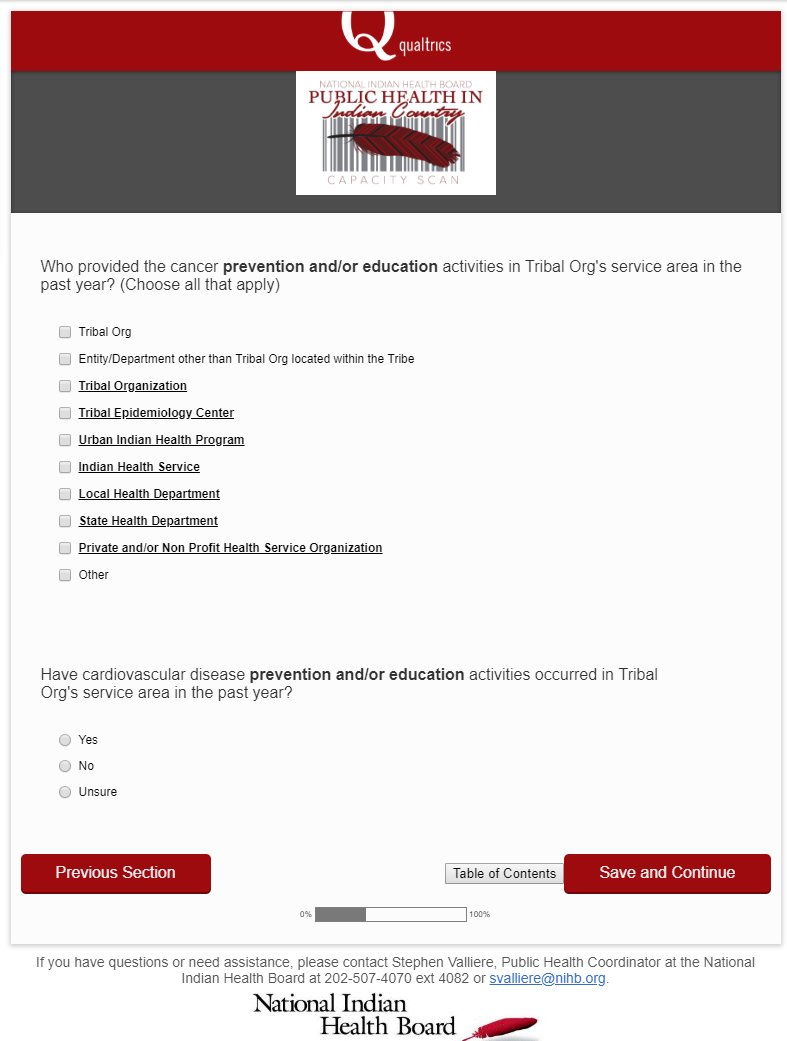 qualtrics
NATIONAL INDIAN HEALTH BOARD
PUBLIC HEALTH IN
Indian Country
CAPACITY SCAN
Who provided the cancer prevention and/or education activities in Tribal Org's service area in the
past year? (Choose all that apply)
Tribal Org
Entity/Department other than Tribal Org located within the Tribe
Tribal Organization
Tribal Epidemiology Center
Urban Indian Health Program
Indian Health Service
Local Health Department
State Health Department
Private and/or Non Profit Health Service Organization
Other
Have cardiovascular disease prevention and/or education activities occurred in Tribal
Org's service area in the past year?
Yes
No
Unsure
Previous Section
Table of Contents
Save and Continue
0% 100%
If you have questions or need assistance, please contact Stephen Valliere, Public Health Coordinator at the National
Indian Health Board at 202-507-4070 ext 4082 or svalliere@nihb.org.
National Indian
Health Board